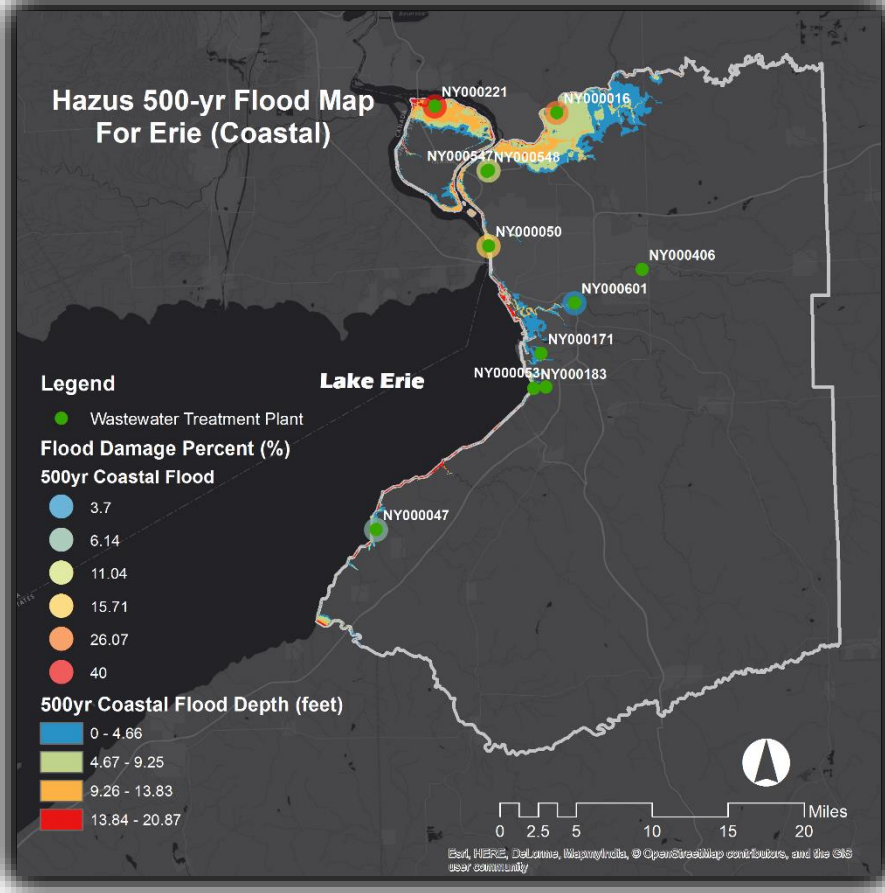 Hazus 500-yr Flood Map
For Erie (Coastal)
NY000221
NY000016
NY000547
NY000548
NY000050
NY000406
NY000601
NY000171
NY000053
NY000183
NY000047
Lake Erie
CANADA
Legend
Wastewater Treatment Plant
Flood Damage Percent (%)
500yr Coastal Flood
3.7
6.14
11.04
15.71
26.07
40
500yr Coastal Flood Depth (feet)
0 - 4.66
4.67 - 9.25
9.26 - 13.83
13.84 - 20.87
Miles
0 2.5 5 10 15 20
Esri, HERE, DeLorme, MapmyIndia, © OpenStreetMap contributors, and the GIS
user community